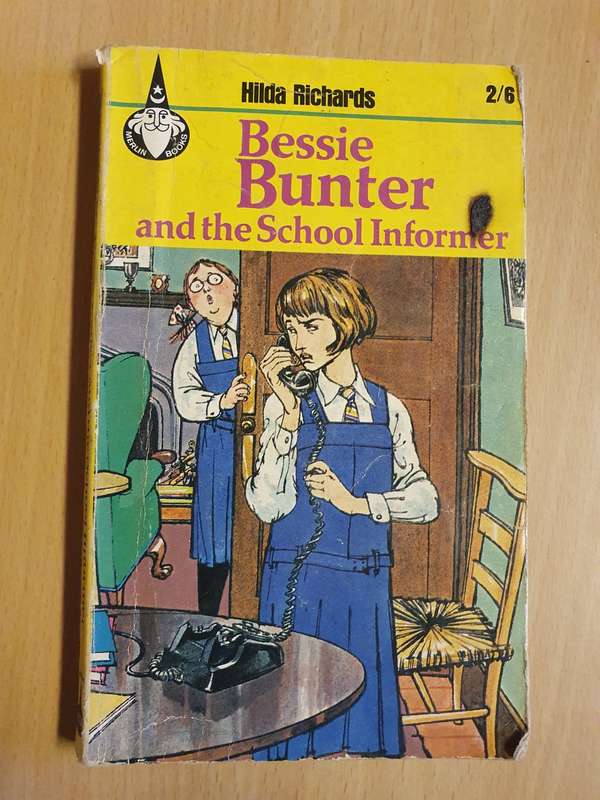 Hilda Richards
2/6
MERLIN BOOKS
Bessie
Bunter
and the School Informer